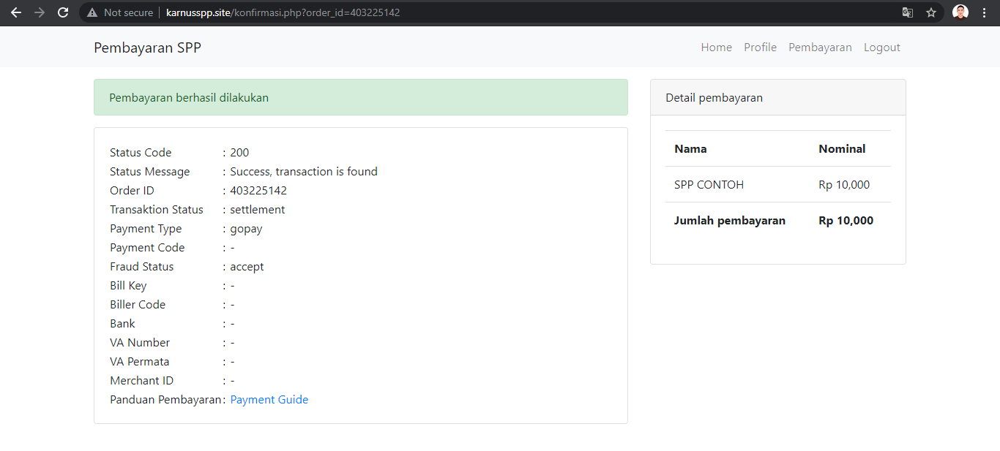 Not secure karnusspp.site/konfirmasi.php?order_id=403225142
Pembayaran SPP
Home Profile Pembayaran Logout
Pembayaran berhasil dilakukan
Status Code : 200
Status Message : Success, transaction is found
Order ID : 403225142
Transaktion Status : settlement
Payment Type : gopay
Payment Code : -
Fraud Status : accept
Bill Key : -
Biller Code : -
Bank : -
VA Number : -
VA Permata : -
Merchant ID : -
Panduan Pembayaran : Payment Guide
Detail pembayaran
Nama Nominal
SPP CONTOH Rp 10,000
Jumlah pembayaran Rp 10,000